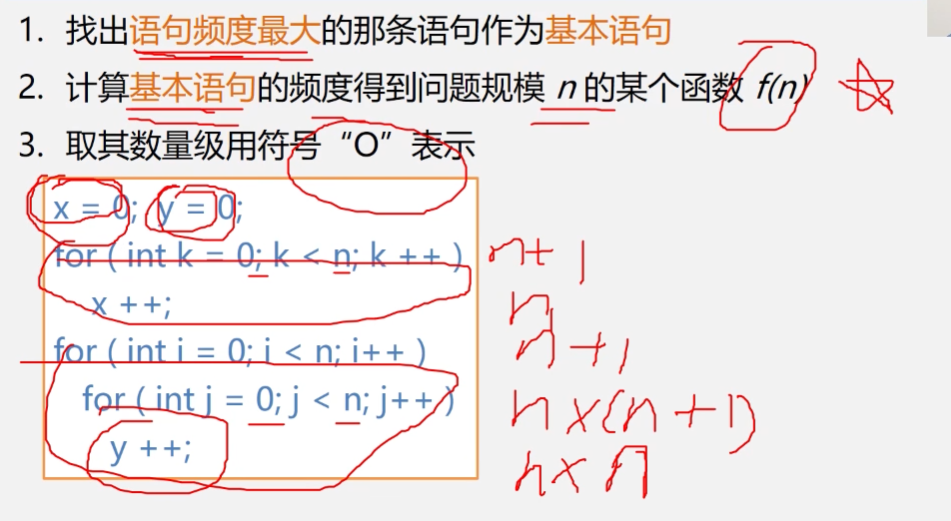 1. 找出语句频度最大的那条语句作为基本语句
2. 计算基本语句的频度得到问题规模 n 的某个函数 f(n)
3. 取其数量级用符号“O”表示
x = 0; y = 0;
for ( int k = 0; k < n; k ++ ) n+1
x ++; n
for ( int i = 0; i < n; i++ ) n+1
for ( int j = 0; j < n; j++ ) n×(n+1)
y ++; n×n